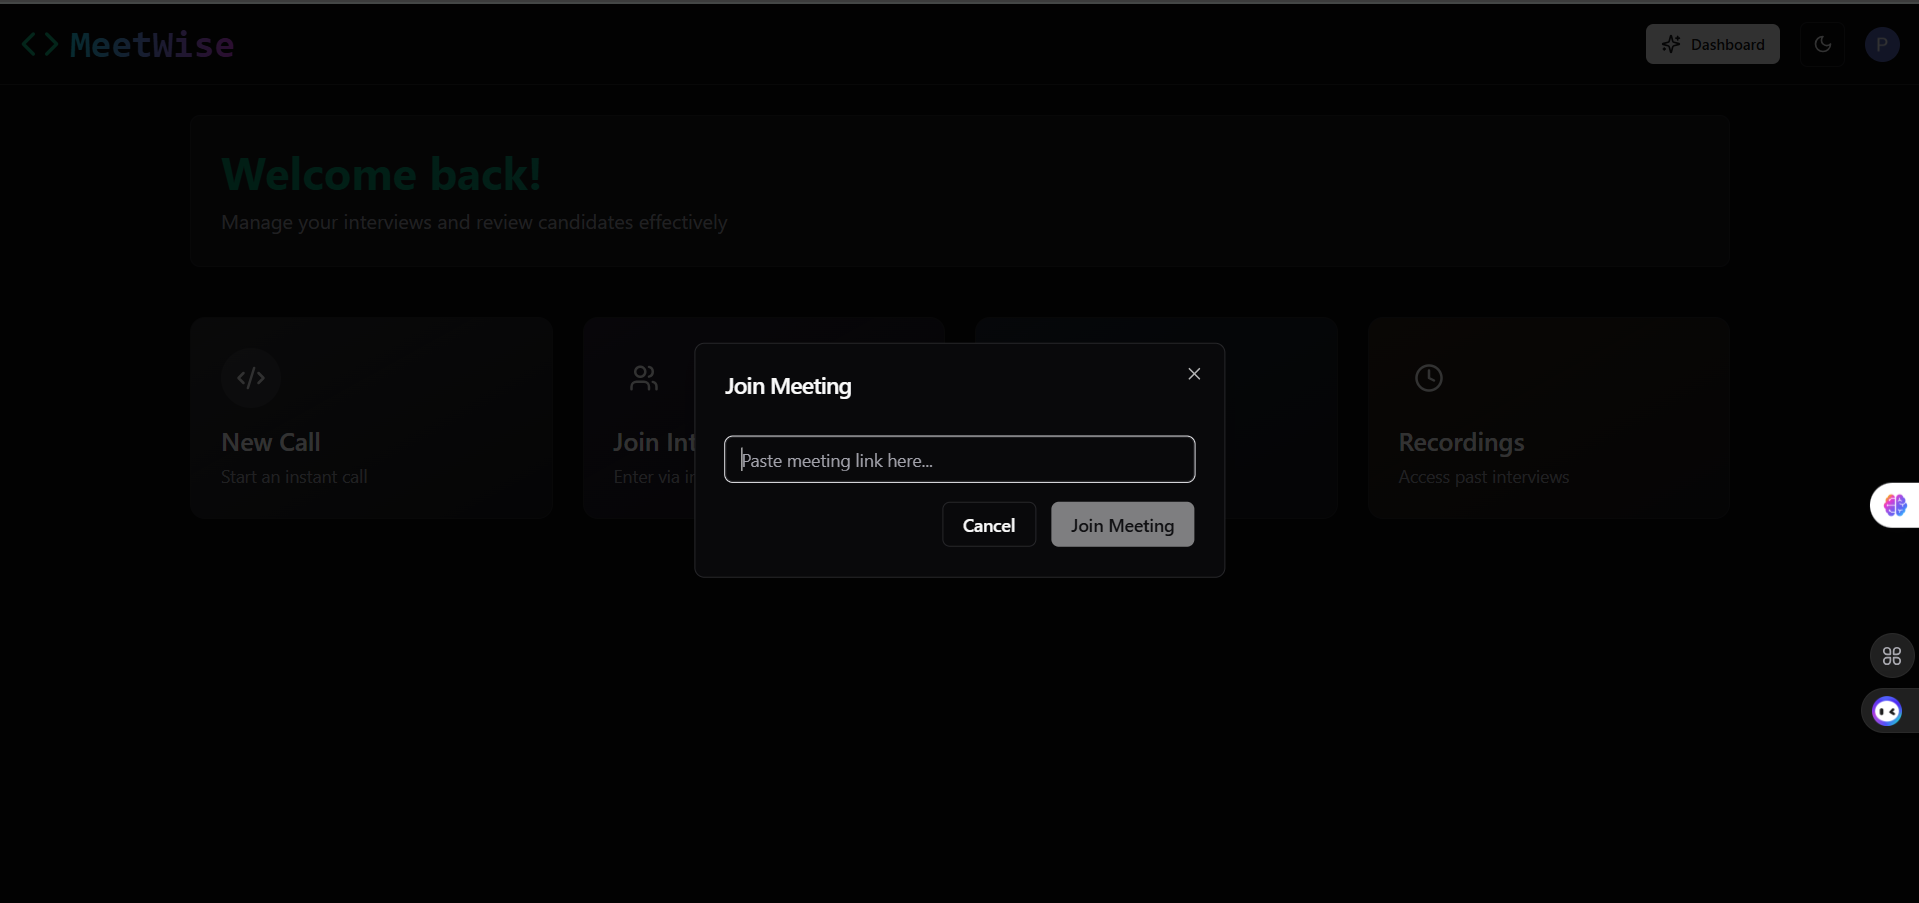 MeetWise
Dashboard
P
Welcome back!
Manage your interviews and review candidates effectively
New Call
Start an instant call
Join Int
Enter via in
Recordings
Access past interviews
Join Meeting
Paste meeting link here...
Cancel
Join Meeting